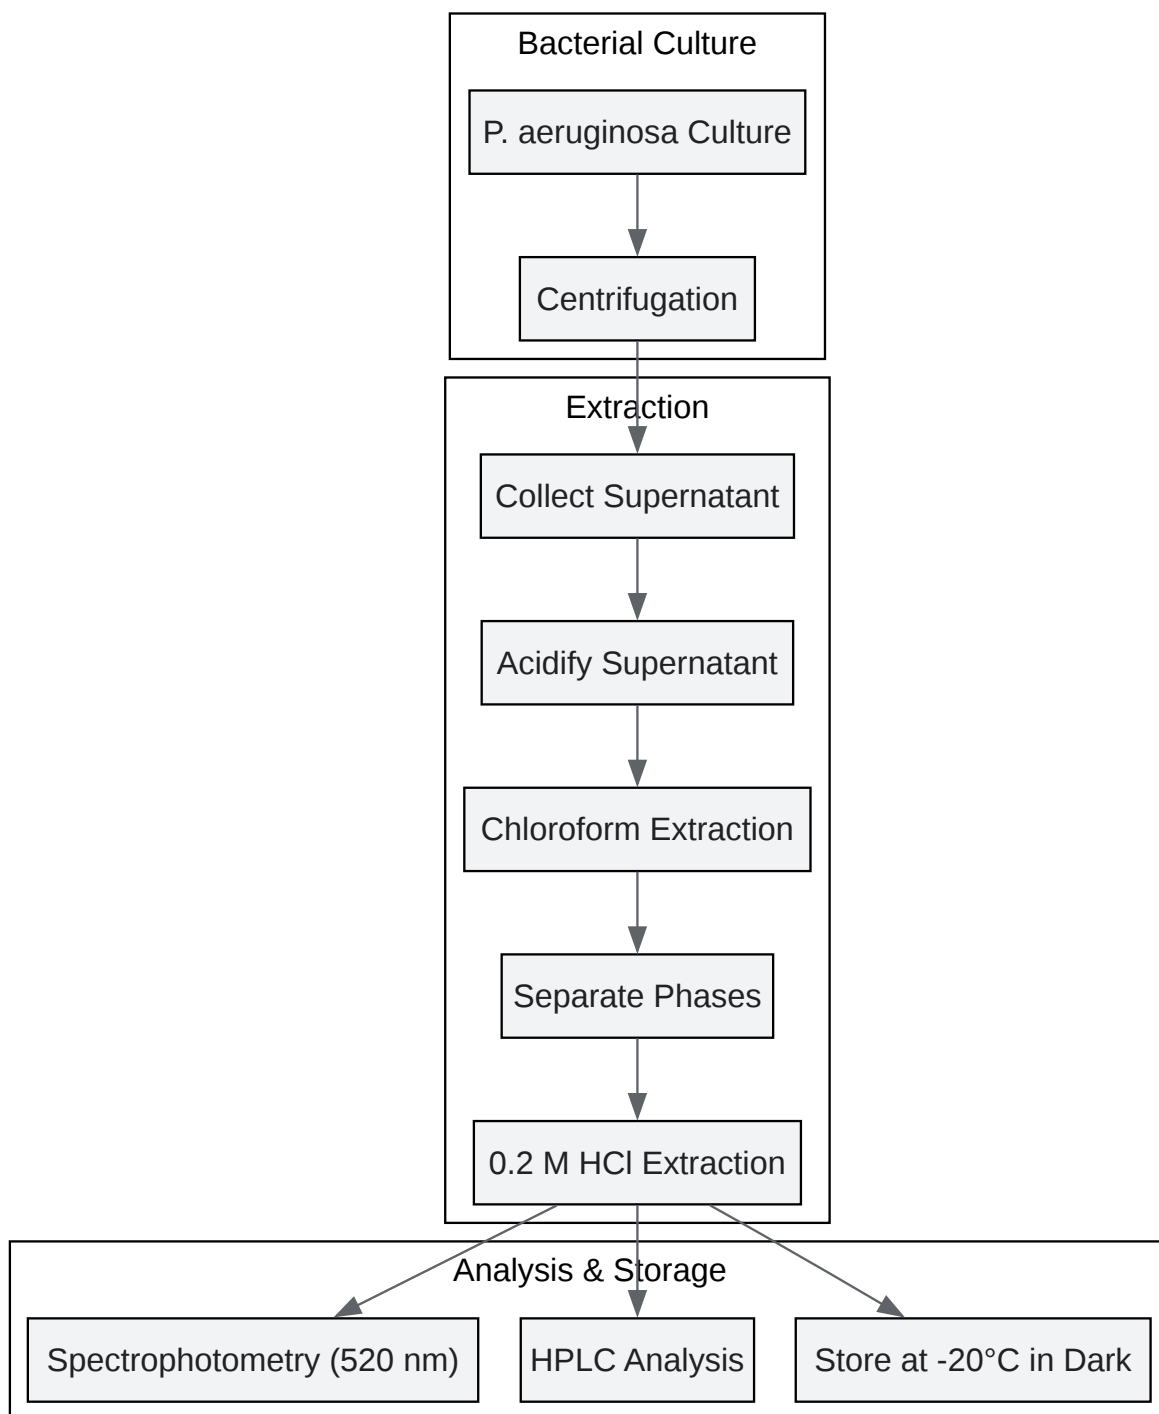 Bacterial Culture
P. aeruginosa Culture
Centrifugation
Extraction
Collect Supernatant
Acidify Supernatant
Chloroform Extraction
Separate Phases
0.2 M HCl Extraction
Analysis & Storage
Spectrophotometry (520 nm)
HPLC Analysis
Store at -20°C in Dark